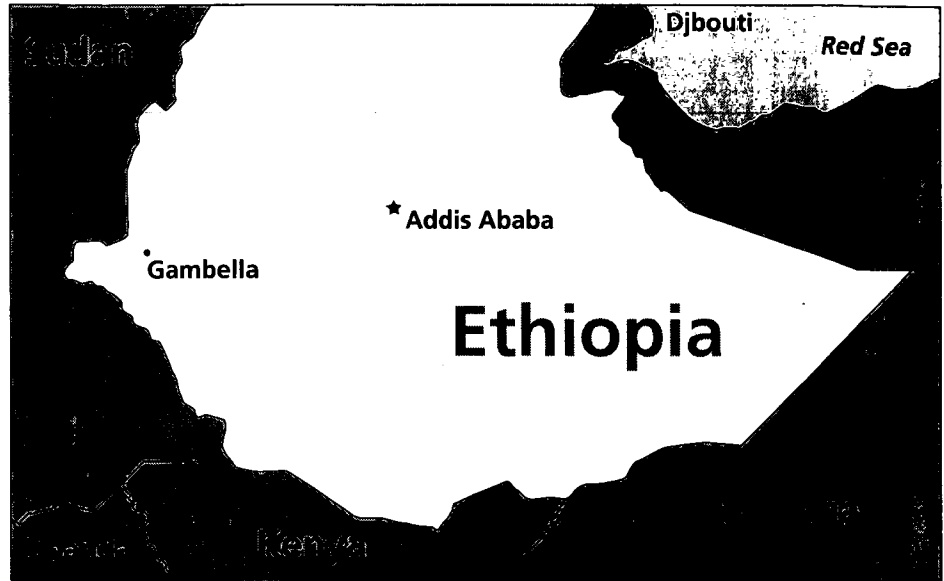 Djbouti
Red Sea
Sudan
Addis Ababa
Gambella
Ethiopia
Kenya